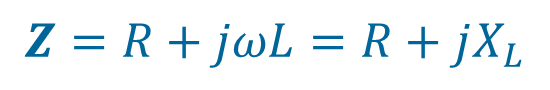 Z = R + jωL = R + jX_L